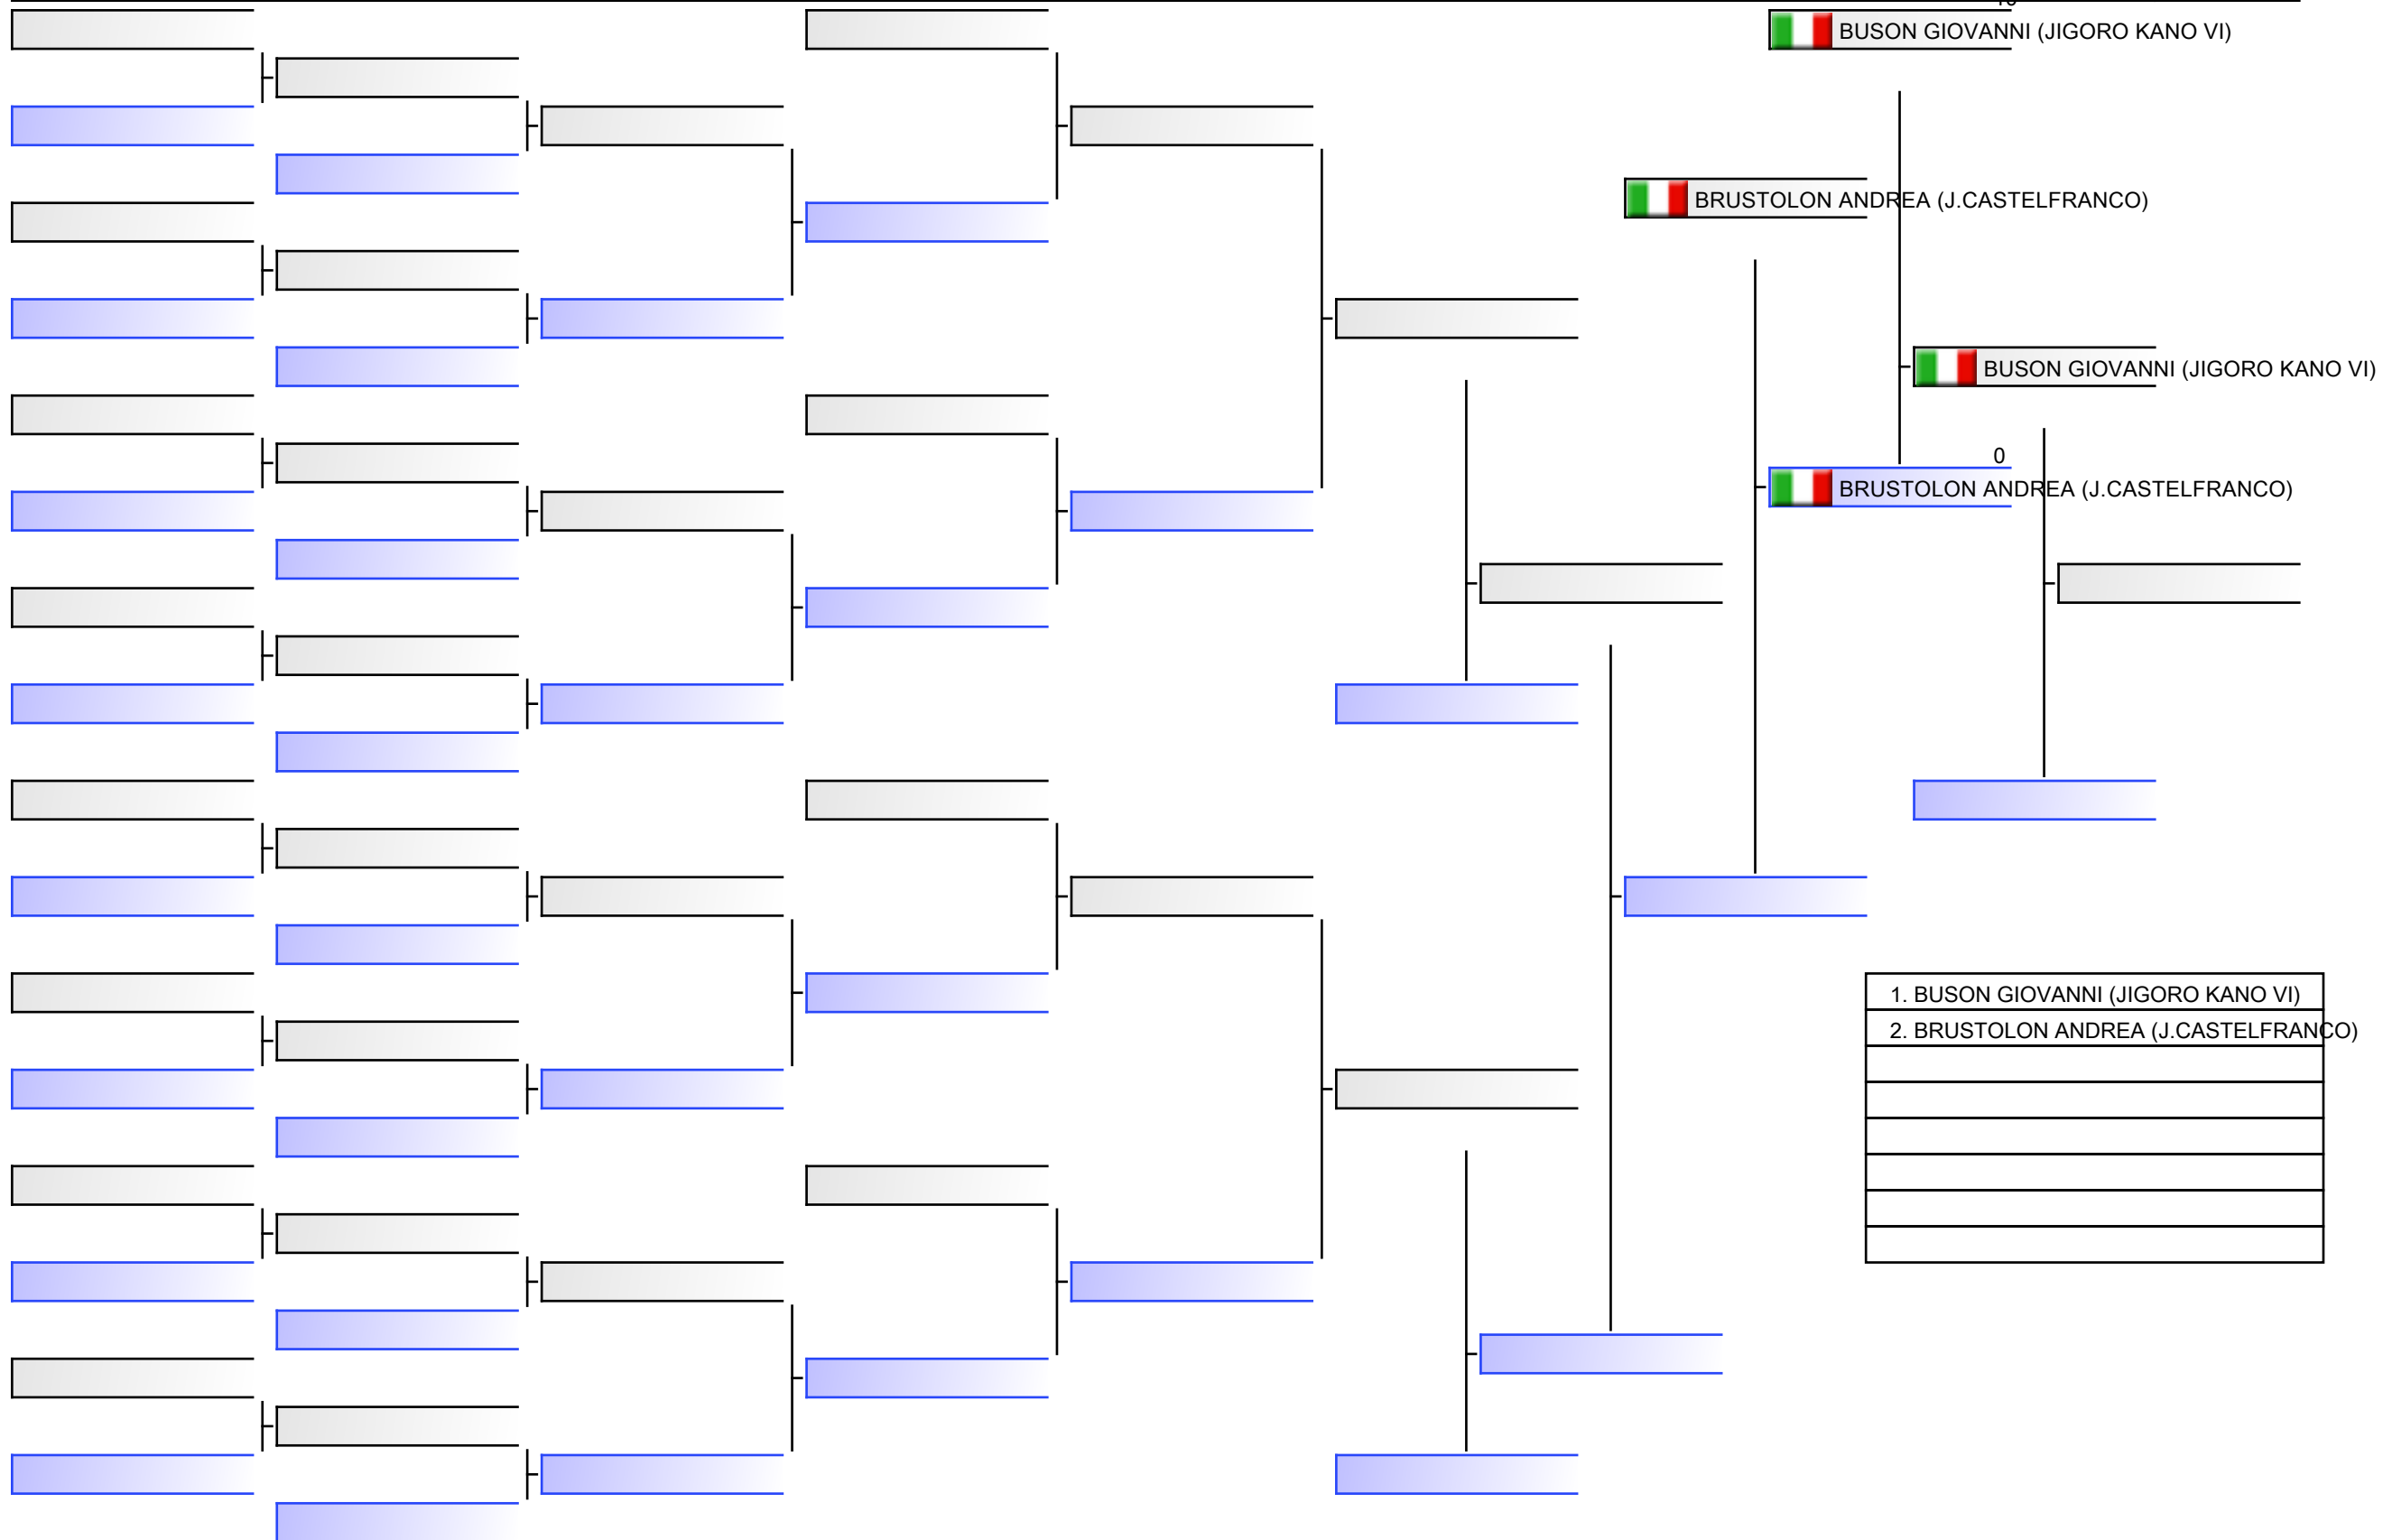 BUSON GIOVANNI (JIGORO KANO VI)
BRUSTOLON ANDREA (J.CASTELFRANCO)
BUSON GIOVANNI (JIGORO KANO VI)
0
BRUSTOLON ANDREA (J.CASTELFRANCO)
1. BUSON GIOVANNI (JIGORO KANO VI)
2. BRUSTOLON ANDREA (J.CASTELFRANCO)